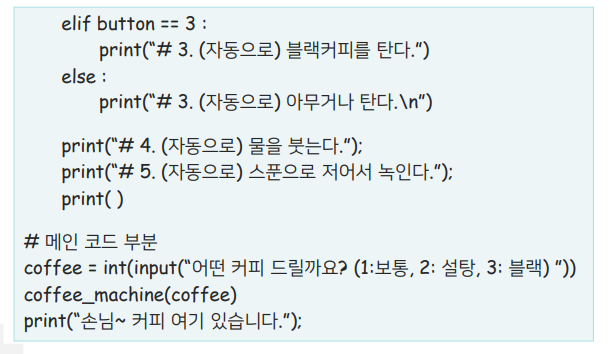 elif button == 3 :
print(“# 3. (자동으로) 블랙커피를 탄다.”)
else :
print(“# 3. (자동으로) 아무거나 탄다.\n”)
print(“# 4. (자동으로) 물을 붓는다.”);
print(“# 5. (자동으로) 스푼으로 저어서 녹인다.”);
print( )
# 메인 코드 부분
coffee = int(input(“어떤 커피 드릴까요? (1:보통, 2: 설탕, 3: 블랙) ”))
coffee_machine(coffee)
print(“손님~ 커피 여기 있습니다.”);